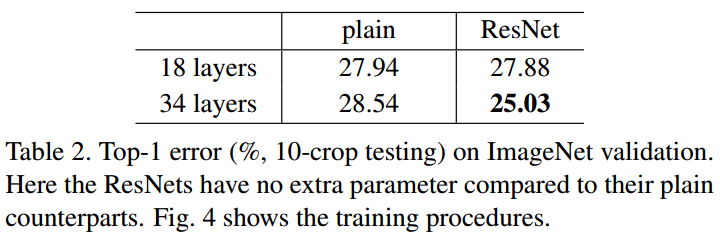 plain ResNet
18 layers 27.94 27.88
34 layers 28.54 25.03
Table 2. Top-1 error (%, 10-crop testing) on ImageNet validation.
Here the ResNets have no extra parameter compared to their plain
counterparts. Fig. 4 shows the training procedures.